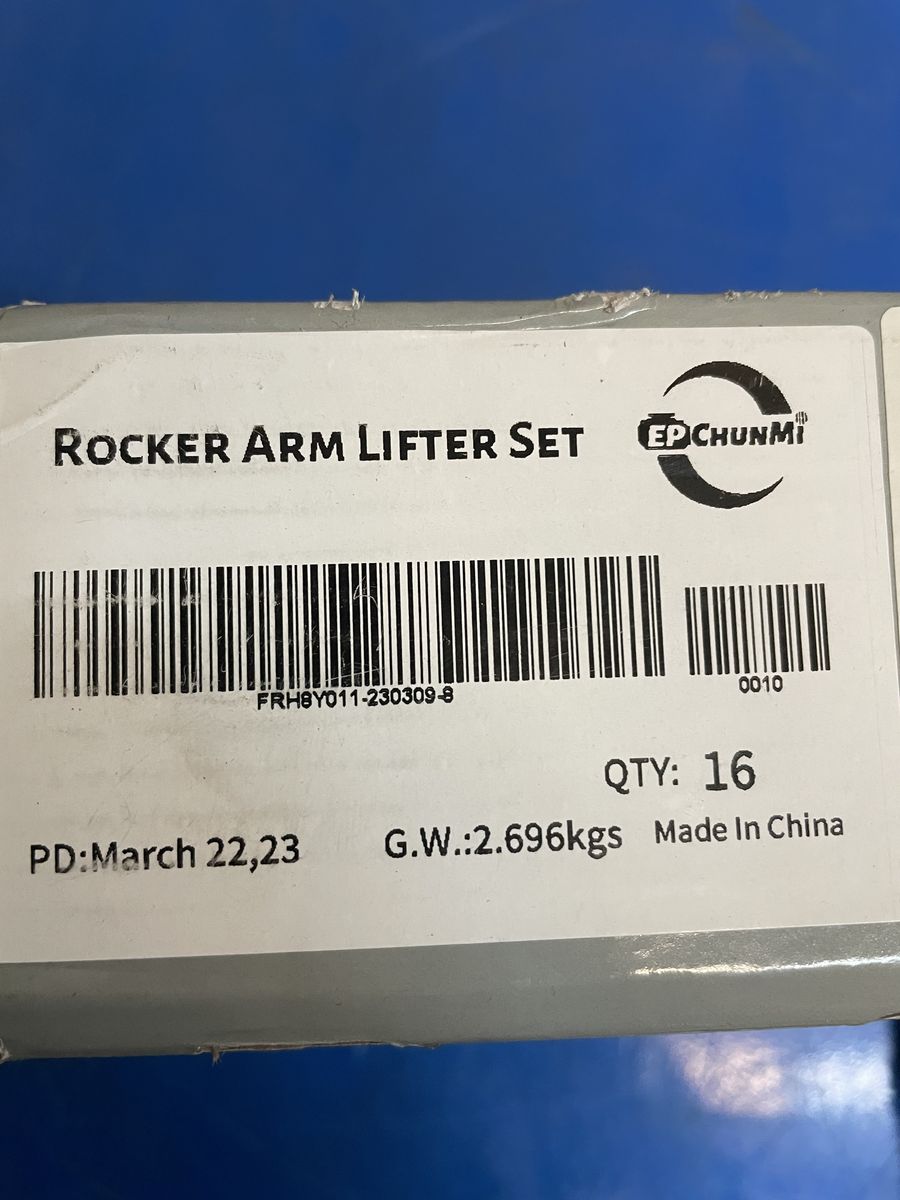 ROCKER ARM LIFTER SET
EPCHUNMi
FRH8Y011-230309-8
0010
QTY: 16
PD:March 22,23
G.W.:2.696kgs
Made In China